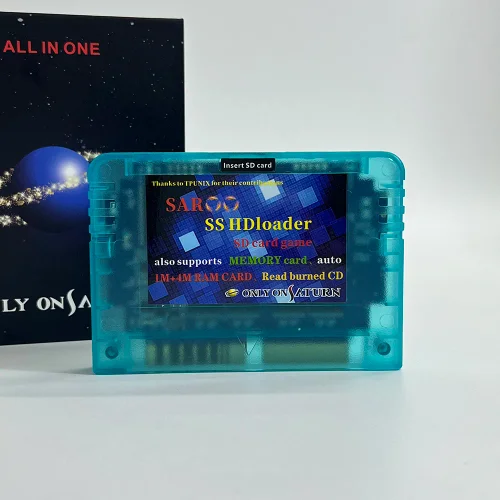 ALL IN ONE
LY ONSA
Insert SD card
Thanks to TPUNIX for their contributions
SAROO
SS HDloader
SD card game
also supports MEMORY card、auto
1M+4M RAM CARD、Read burned CD
ONLY ON SATURN